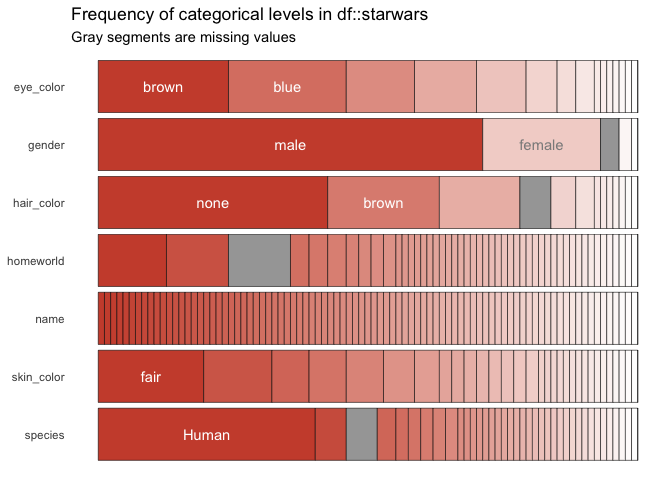 Frequency of categorical levels in df::starwars
Gray segments are missing values
eye_color
brown
blue
gender
male
female
hair_color
none
brown
homeworld
name
skin_color
fair
species
Human